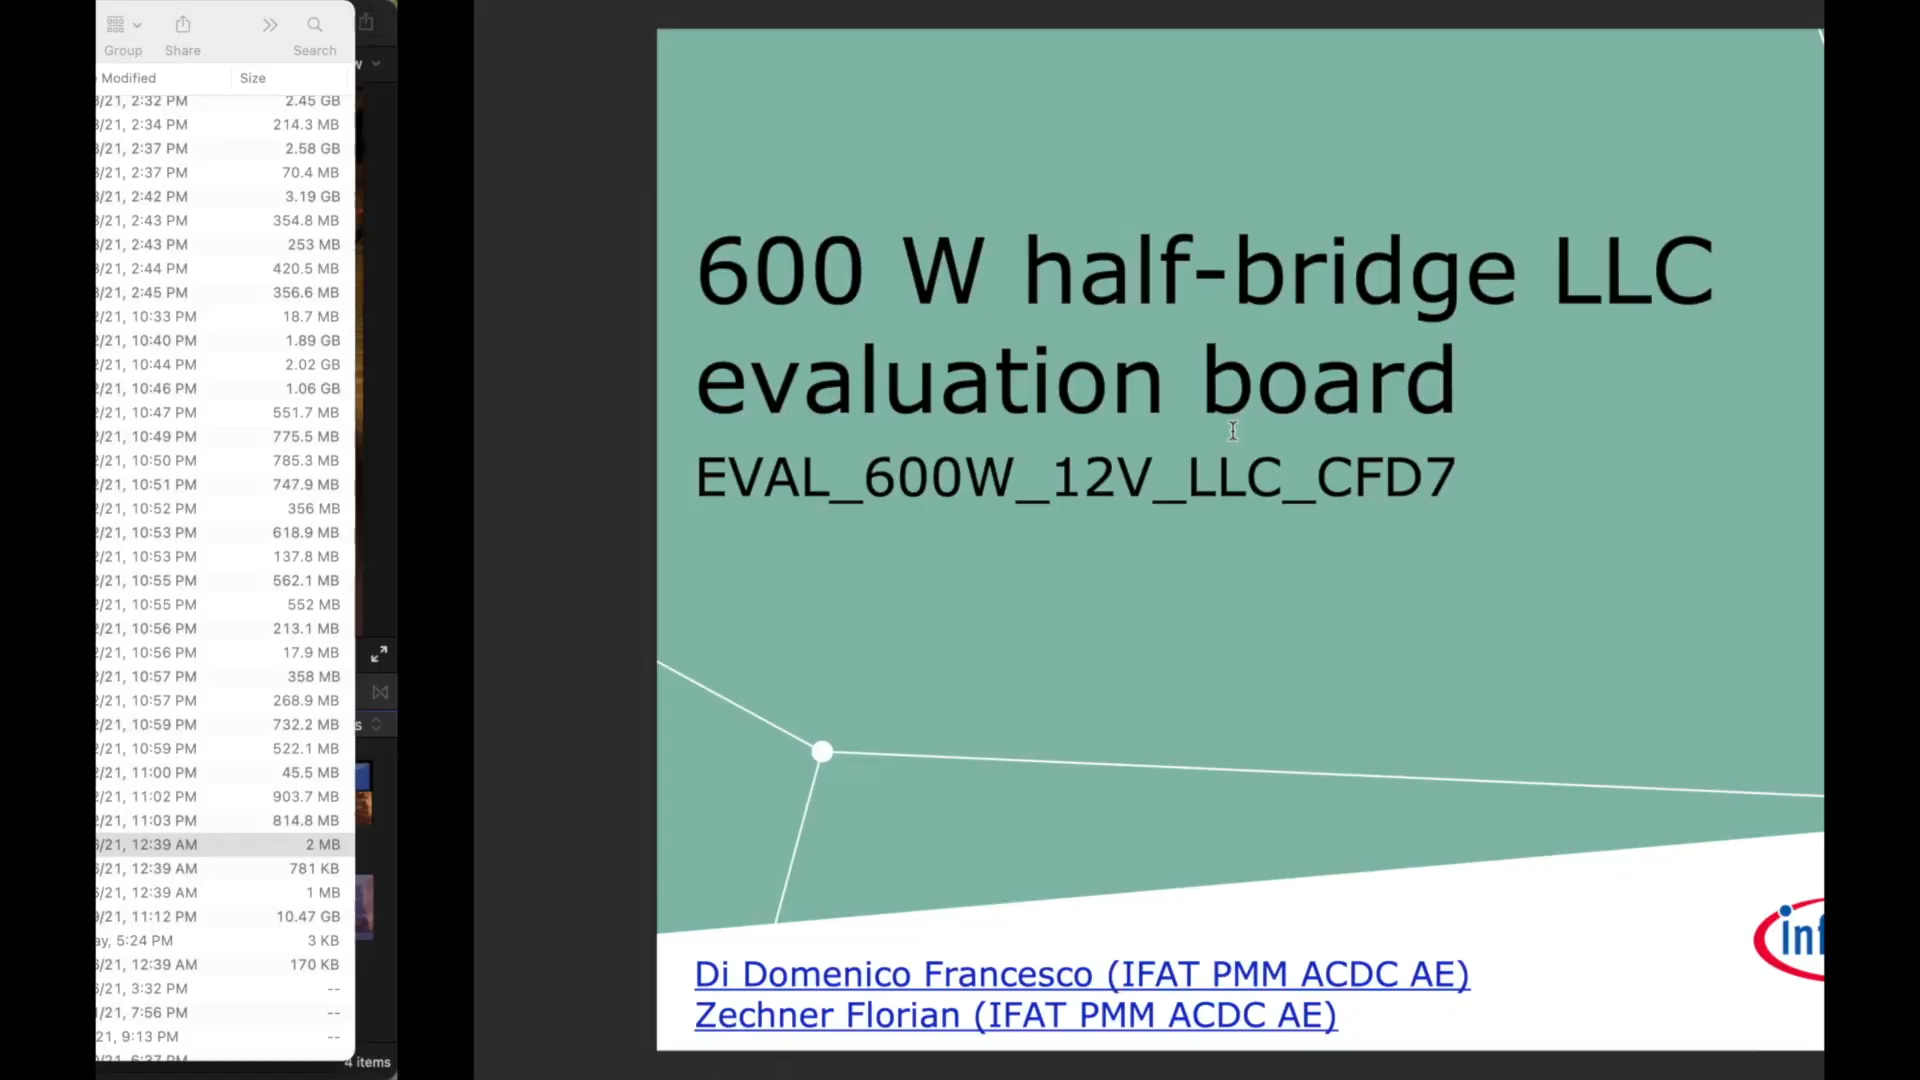 Group Share Search
Modified Size
/21, 2:32 PM 2.45 GB
/21, 2:34 PM 214.3 MB
/21, 2:37 PM 2.58 GB
/21, 2:37 PM 70.4 MB
/21, 2:42 PM 3.19 GB
/21, 2:43 PM 354.8 MB
/21, 2:43 PM 253 MB
/21, 2:44 PM 420.5 MB
/21, 2:45 PM 356.6 MB
/21, 10:33 PM 18.7 MB
/21, 10:40 PM 1.89 GB
/21, 10:44 PM 2.02 GB
/21, 10:46 PM 1.06 GB
/21, 10:47 PM 551.7 MB
/21, 10:49 PM 775.5 MB
/21, 10:50 PM 785.3 MB
/21, 10:51 PM 747.9 MB
/21, 10:52 PM 356 MB
/21, 10:53 PM 618.9 MB
/21, 10:53 PM 137.8 MB
/21, 10:55 PM 562.1 MB
/21, 10:55 PM 552 MB
/21, 10:56 PM 213.1 MB
/21, 10:56 PM 17.9 MB
/21, 10:57 PM 358 MB
/21, 10:57 PM 268.9 MB
/21, 10:59 PM 732.2 MB
/21, 10:59 PM 522.1 MB
/21, 11:00 PM 45.5 MB
/21, 11:02 PM 903.7 MB
/21, 11:03 PM 814.8 MB
/21, 12:39 AM 2 MB
/21, 12:39 AM 781 KB
/21, 12:39 AM 1 MB
/21, 11:12 PM 10.47 GB
ay, 5:24 PM 3 KB
/21, 12:39 AM 170 KB
/21, 3:32 PM --
/21, 7:56 PM --
21, 9:13 PM --
/21, 6:37 PM
4 items
600 W half-bridge LLC
evaluation board
EVAL_600W_12V_LLC_CFD7
Di Domenico Francesco (IFAT PMM ACDC AE)
Zechner Florian (IFAT PMM ACDC AE)
inf